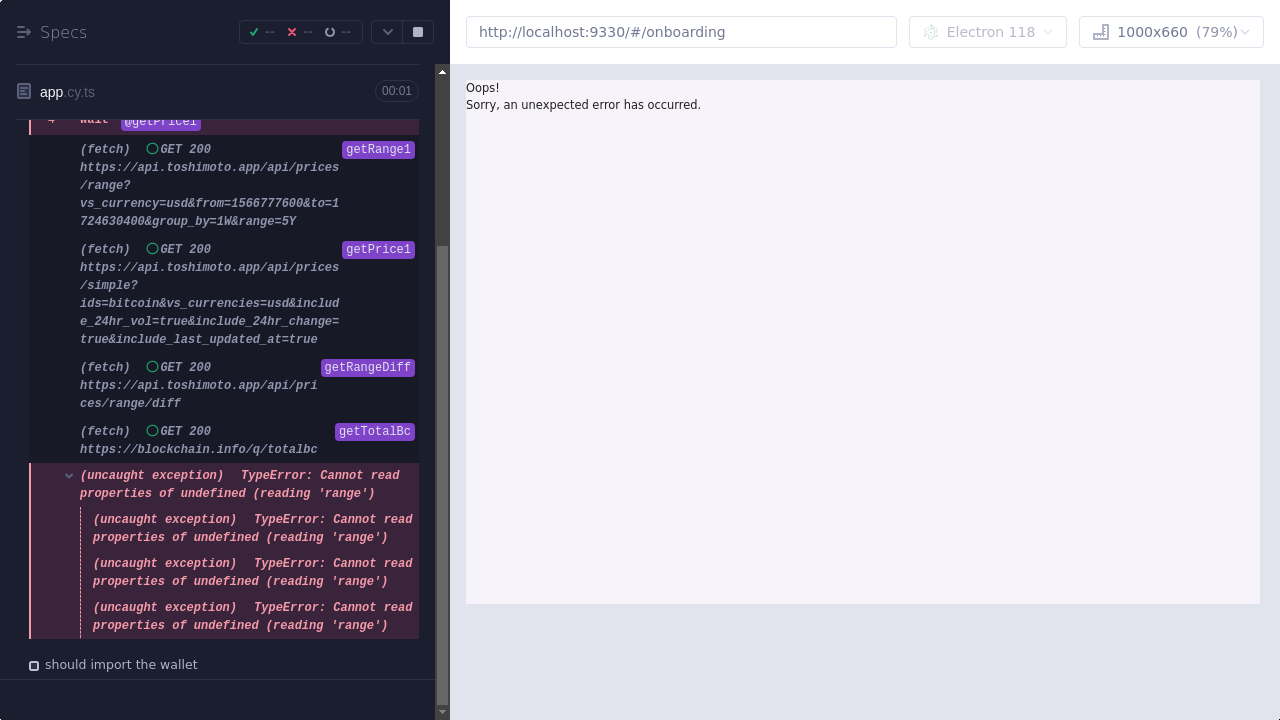 Specs
--
--
--
app.cy.ts
00:01
4 wait @getPrice1
(fetch) GET 200 getRange1
https://api.toshimoto.app/api/prices
/range?
vs_currency=usd&from=1566777600&to=1
724630400&group_by=1W&range=5Y
(fetch) GET 200 getPrice1
https://api.toshimoto.app/api/prices
/simple?
ids=bitcoin&vs_currencies=usd&includ
e_24hr_vol=true&include_24hr_change=
true&include_last_updated_at=true
(fetch) GET 200 getRangeDiff
https://api.toshimoto.app/api/pri
ces/range/diff
(fetch) GET 200 getTotalBc
https://blockchain.info/q/totalbc
(uncaught exception) TypeError: Cannot read
properties of undefined (reading 'range')
(uncaught exception) TypeError: Cannot read
properties of undefined (reading 'range')
(uncaught exception) TypeError: Cannot read
properties of undefined (reading 'range')
(uncaught exception) TypeError: Cannot read
properties of undefined (reading 'range')
should import the wallet
http://localhost:9330/#/onboarding
Electron 118
1000x660 (79%)
Oops!
Sorry, an unexpected error has occurred.